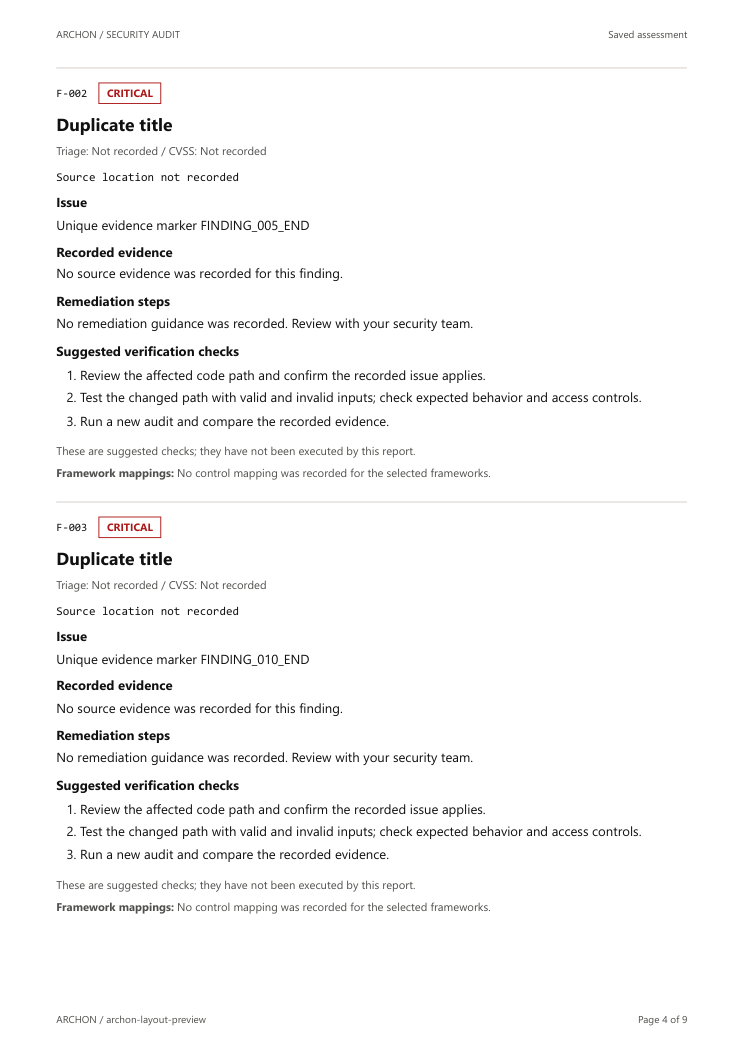 ARCHON / SECURITY AUDIT
Saved assessment
F-002 CRITICAL
Duplicate title
Triage: Not recorded / CVSS: Not recorded
Source location not recorded
Issue
Unique evidence marker FINDING_005_END
Recorded evidence
No source evidence was recorded for this finding.
Remediation steps
No remediation guidance was recorded. Review with your security team.
Suggested verification checks
1. Review the affected code path and confirm the recorded issue applies.
2. Test the changed path with valid and invalid inputs; check expected behavior and access controls.
3. Run a new audit and compare the recorded evidence.
These are suggested checks; they have not been executed by this report.
Framework mappings: No control mapping was recorded for the selected frameworks.
F-003 CRITICAL
Duplicate title
Triage: Not recorded / CVSS: Not recorded
Source location not recorded
Issue
Unique evidence marker FINDING_010_END
Recorded evidence
No source evidence was recorded for this finding.
Remediation steps
No remediation guidance was recorded. Review with your security team.
Suggested verification checks
1. Review the affected code path and confirm the recorded issue applies.
2. Test the changed path with valid and invalid inputs; check expected behavior and access controls.
3. Run a new audit and compare the recorded evidence.
These are suggested checks; they have not been executed by this report.
Framework mappings: No control mapping was recorded for the selected frameworks.
ARCHON / archon-layout-preview
Page 4 of 9